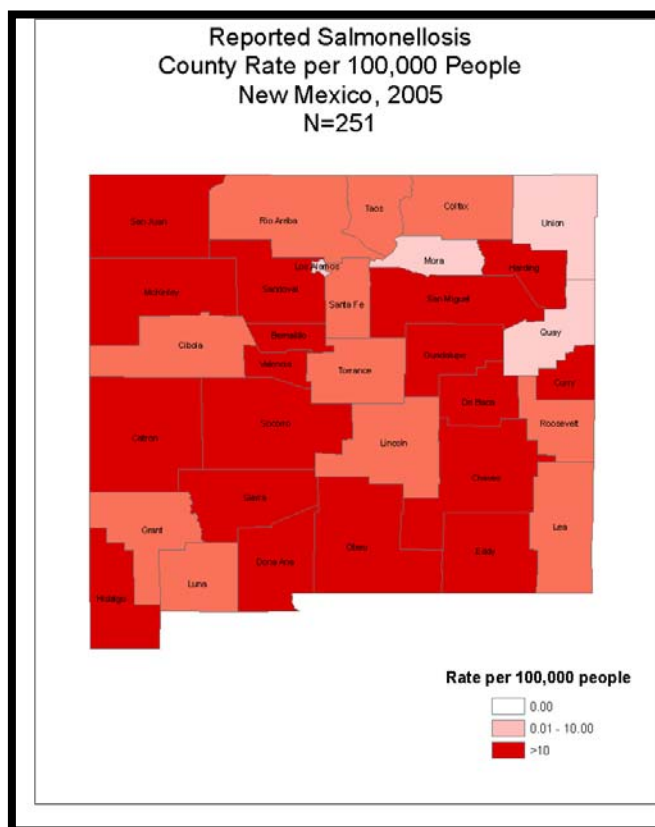 Reported Salmonellosis
County Rate per 100,000 People
New Mexico, 2005
N=251
San Juan
Rio Arriba
Taos
Colfax
Union
Los Alamos
Mora
Harding
McKinley
Sandoval
Santa Fe
San Miguel
Quay
Cibola
Bernalillo
Guadalupe
Valencia
Torrance
Curry
De Baca
Catron
Socorro
Lincoln
Roosevelt
Chaves
Sierra
Grant
Otero
Lea
Dona Ana
Eddy
Luna
Hidalgo
Rate per 100,000 people
0.00
0.01 - 10.00
>10